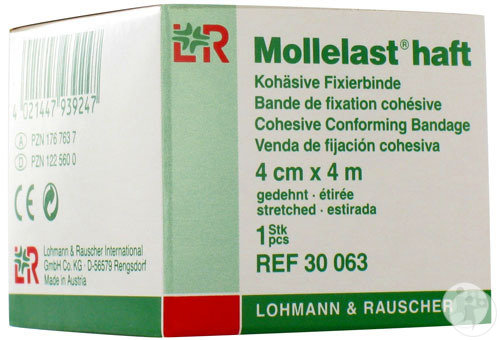 4 021447 939247
A PZN 176 763 7
D PZN 122 560 0
CE
L&R
Lohmann & Rauscher International
GmbH Co. KG · D-56579 Rengsdorf
Made in Austria
L&R
Mollelast® haft
Kohäsive Fixierbinde
Bande de fixation cohésive
Cohesive Conforming Bandage
Venda de fijación cohesiva
4 cm x 4 m
gedehnt · étirée
stretched · estirada
1 Stk
pcs
REF 30 063
LOHMANN & RAUSCHER